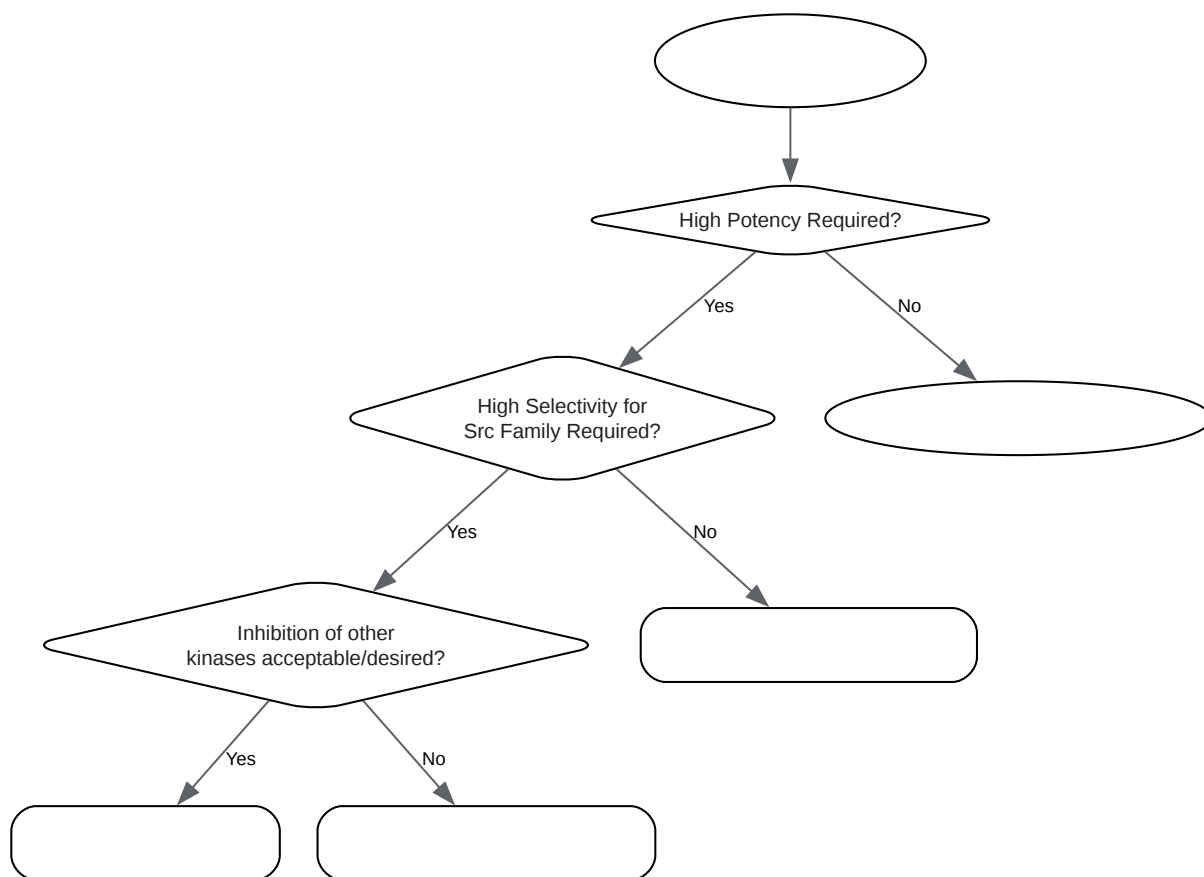 High Potency Required?
Yes
No
High Selectivity for
Src Family Required?
Yes
No
Inhibition of other
kinases acceptable/desired?
Yes
No